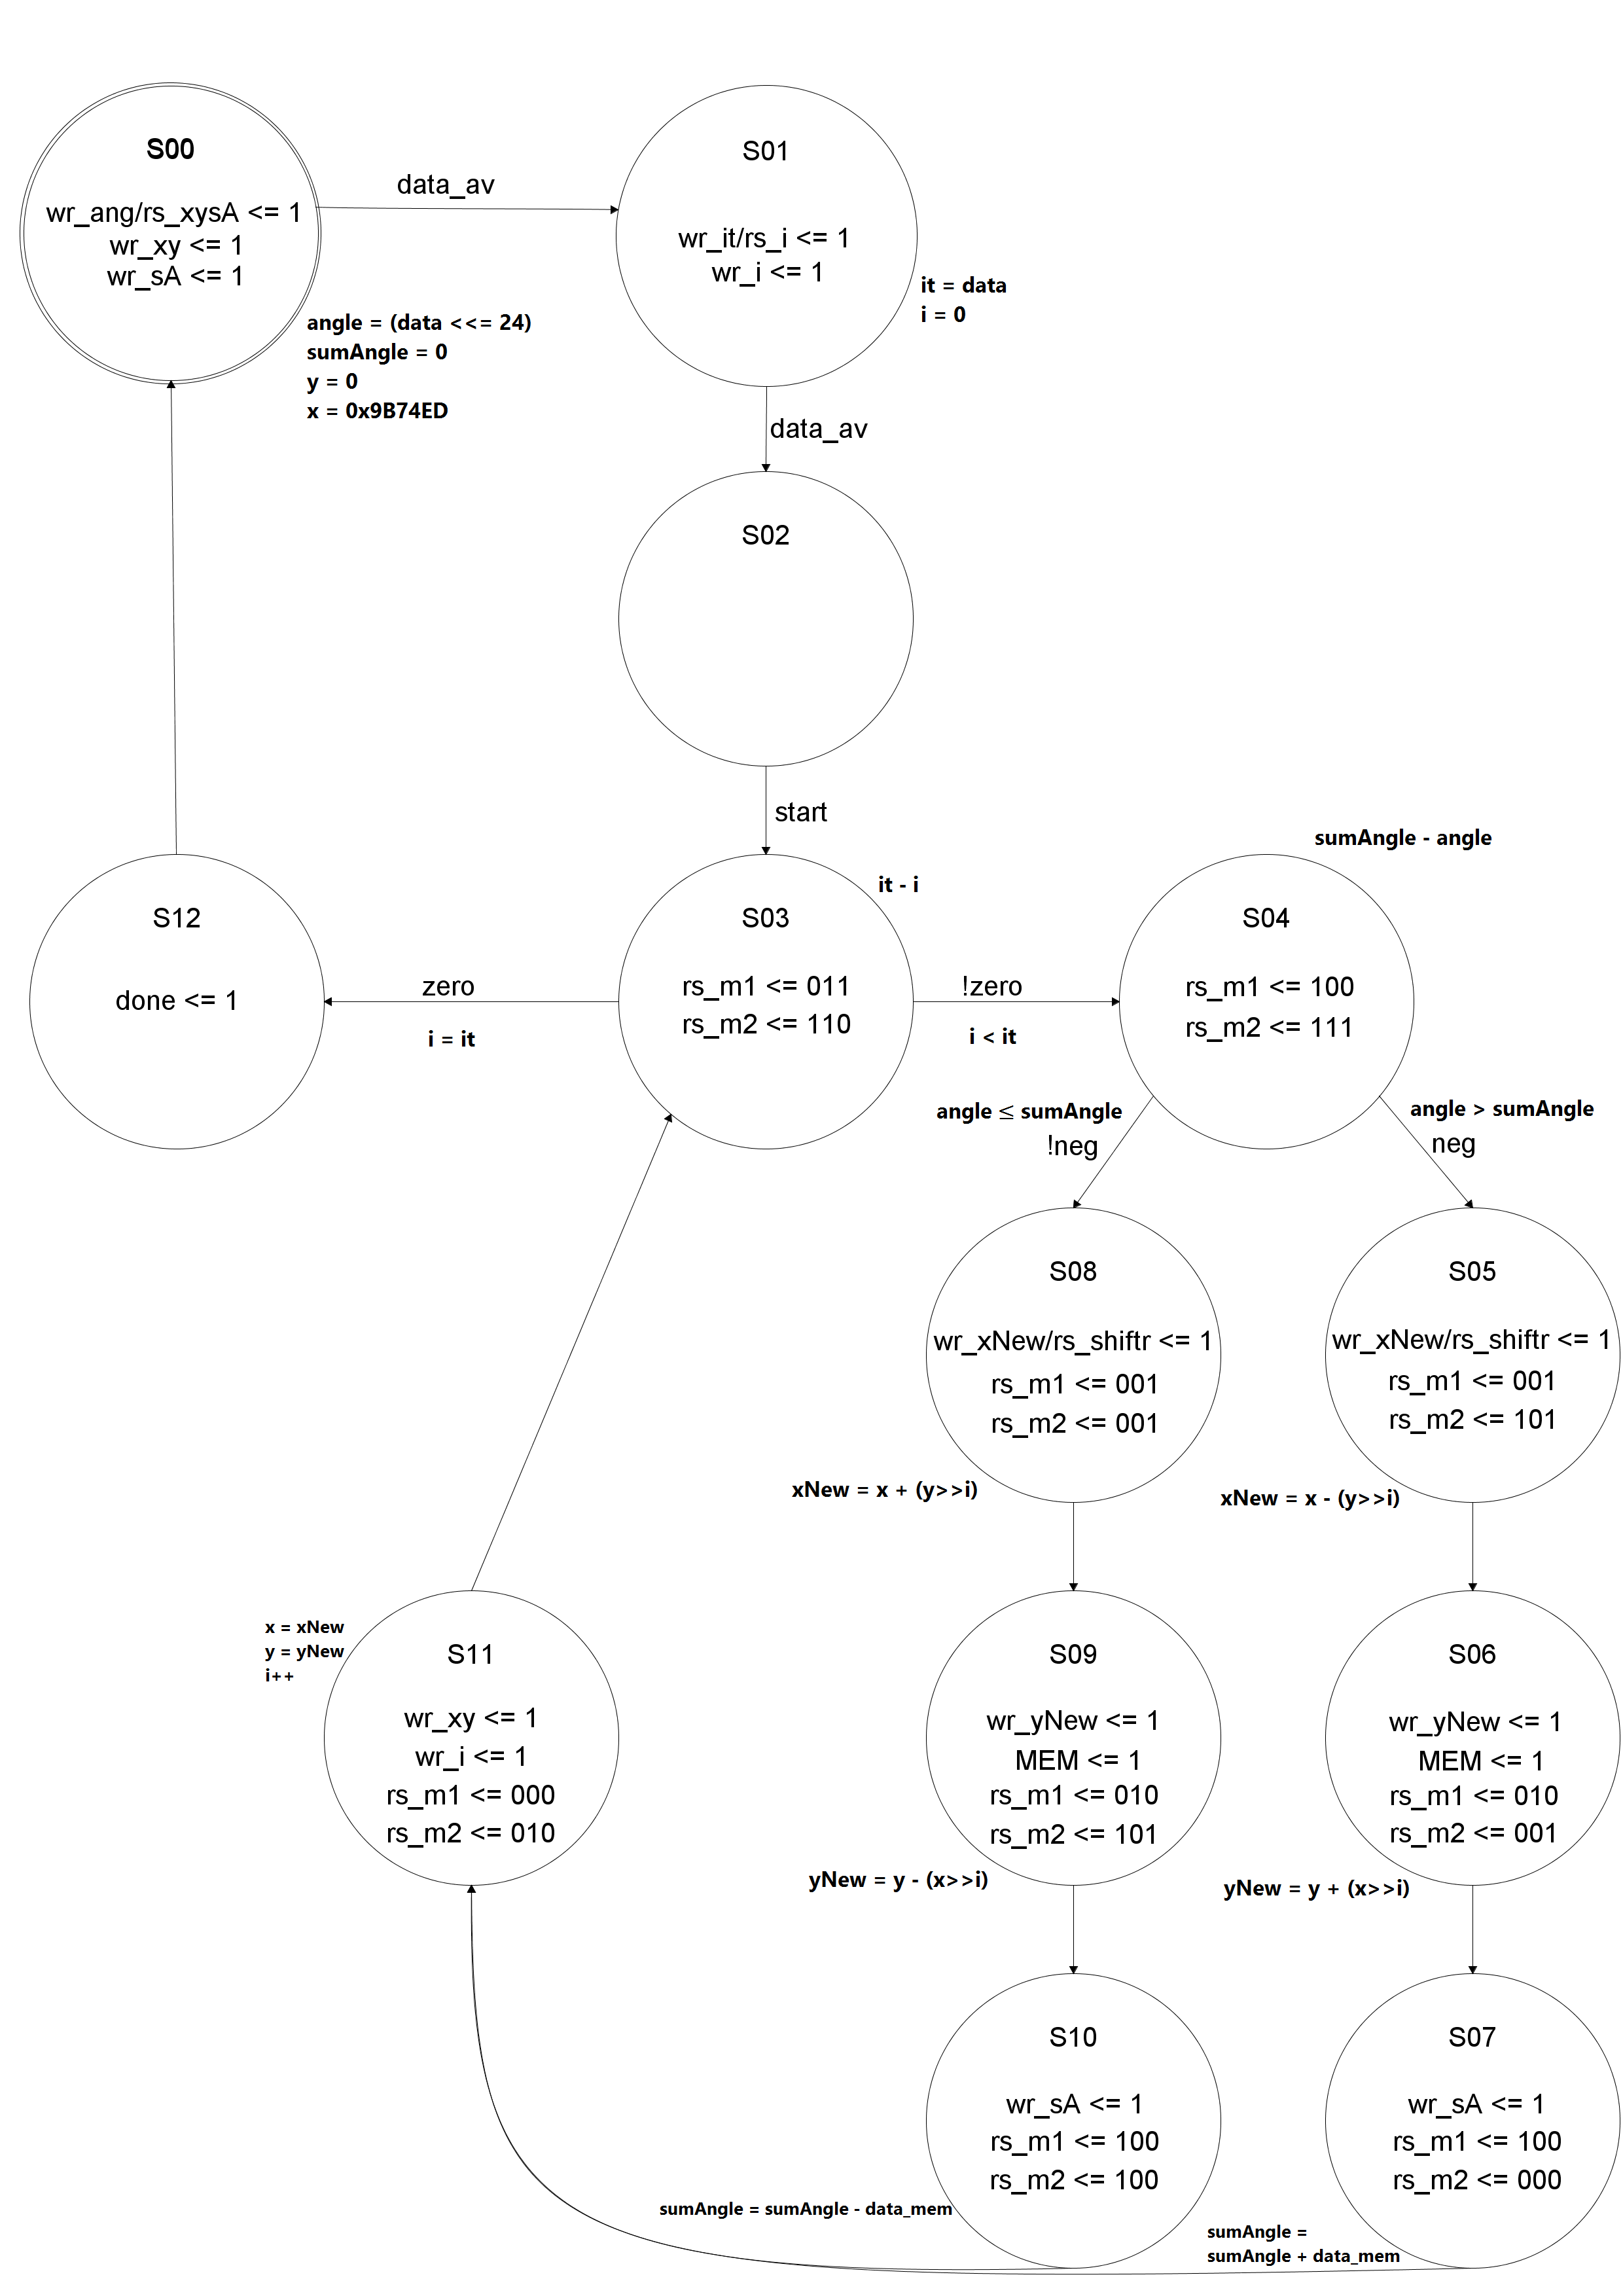 S00
wr_ang/rs_xysA <= 1
wr_xy <= 1
wr_sA <= 1
angle = (data <<= 24)
sumAngle = 0
y = 0
x = 0x9B74ED
data_av
S01
wr_it/rs_i <= 1
wr_i <= 1
it = data
i = 0
data_av
S02
start
S03
rs_m1 <= 011
rs_m2 <= 110
it - i
zero
i = it
S12
done <= 1
!zero
i < it
sumAngle - angle
S04
rs_m1 <= 100
rs_m2 <= 111
angle ≤ sumAngle
!neg
angle > sumAngle
neg
S08
wr_xNew/rs_shiftr <= 1
rs_m1 <= 001
rs_m2 <= 001
xNew = x + (y>>i)
S05
wr_xNew/rs_shiftr <= 1
rs_m1 <= 001
rs_m2 <= 101
xNew = x - (y>>i)
x = xNew
y = yNew
i++
S11
wr_xy <= 1
wr_i <= 1
rs_m1 <= 000
rs_m2 <= 010
S09
wr_yNew <= 1
MEM <= 1
rs_m1 <= 010
rs_m2 <= 101
yNew = y - (x>>i)
S06
wr_yNew <= 1
MEM <= 1
rs_m1 <= 010
rs_m2 <= 001
yNew = y + (x>>i)
S10
wr_sA <= 1
rs_m1 <= 100
rs_m2 <= 100
sumAngle = sumAngle - data_mem
S07
wr_sA <= 1
rs_m1 <= 100
rs_m2 <= 000
sumAngle =
sumAngle + data_mem